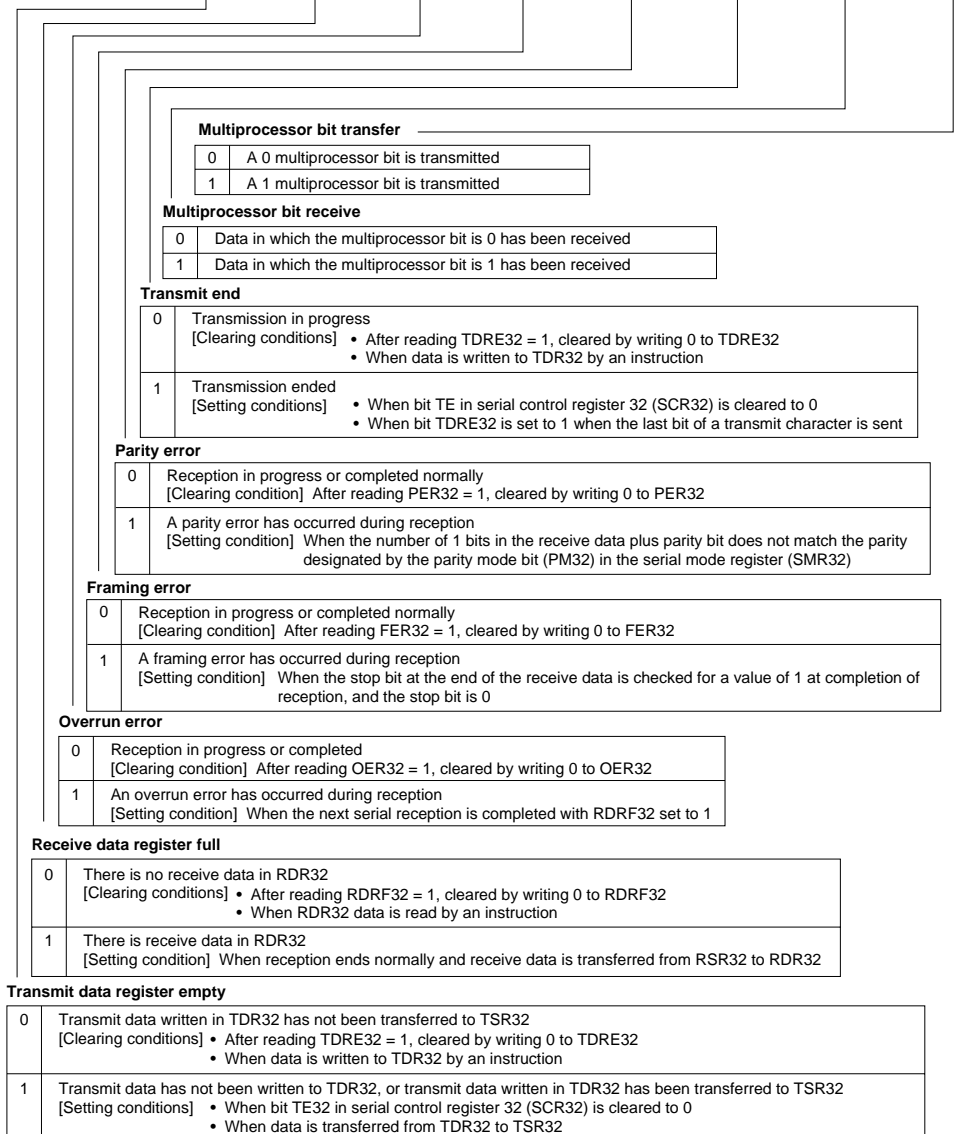 Multiprocessor bit transfer
0 A 0 multiprocessor bit is transmitted
1 A 1 multiprocessor bit is transmitted
Multiprocessor bit receive
0 Data in which the multiprocessor bit is 0 has been received
1 Data in which the multiprocessor bit is 1 has been received
Transmit end
0 Transmission in progress
[Clearing conditions] • After reading TDRE32 = 1, cleared by writing 0 to TDRE32
• When data is written to TDR32 by an instruction
1 Transmission ended
[Setting conditions] • When bit TE in serial control register 32 (SCR32) is cleared to 0
• When bit TDRE32 is set to 1 when the last bit of a transmit character is sent
Parity error
0 Reception in progress or completed normally
[Clearing condition] After reading PER32 = 1, cleared by writing 0 to PER32
1 A parity error has occurred during reception
[Setting condition] When the number of 1 bits in the receive data plus parity bit does not match the parity
designated by the parity mode bit (PM32) in the serial mode register (SMR32)
Framing error
0 Reception in progress or completed normally
[Clearing condition] After reading FER32 = 1, cleared by writing 0 to FER32
1 A framing error has occurred during reception
[Setting condition] When the stop bit at the end of the receive data is checked for a value of 1 at completion of
reception, and the stop bit is 0
Overrun error
0 Reception in progress or completed
[Clearing condition] After reading OER32 = 1, cleared by writing 0 to OER32
1 An overrun error has occurred during reception
[Setting condition] When the next serial reception is completed with RDRF32 set to 1
Receive data register full
0 There is no receive data in RDR32
[Clearing conditions] • After reading RDRF32 = 1, cleared by writing 0 to RDRF32
• When RDR32 data is read by an instruction
1 There is receive data in RDR32
[Setting condition] When reception ends normally and receive data is transferred from RSR32 to RDR32
Transmit data register empty
0 Transmit data written in TDR32 has not been transferred to TSR32
[Clearing conditions] • After reading TDRE32 = 1, cleared by writing 0 to TDRE32
• When data is written to TDR32 by an instruction
1 Transmit data has not been written to TDR32, or transmit data written in TDR32 has been transferred to TSR32
[Setting conditions] • When bit TE32 in serial control register 32 (SCR32) is cleared to 0
• When data is transferred from TDR32 to TSR32